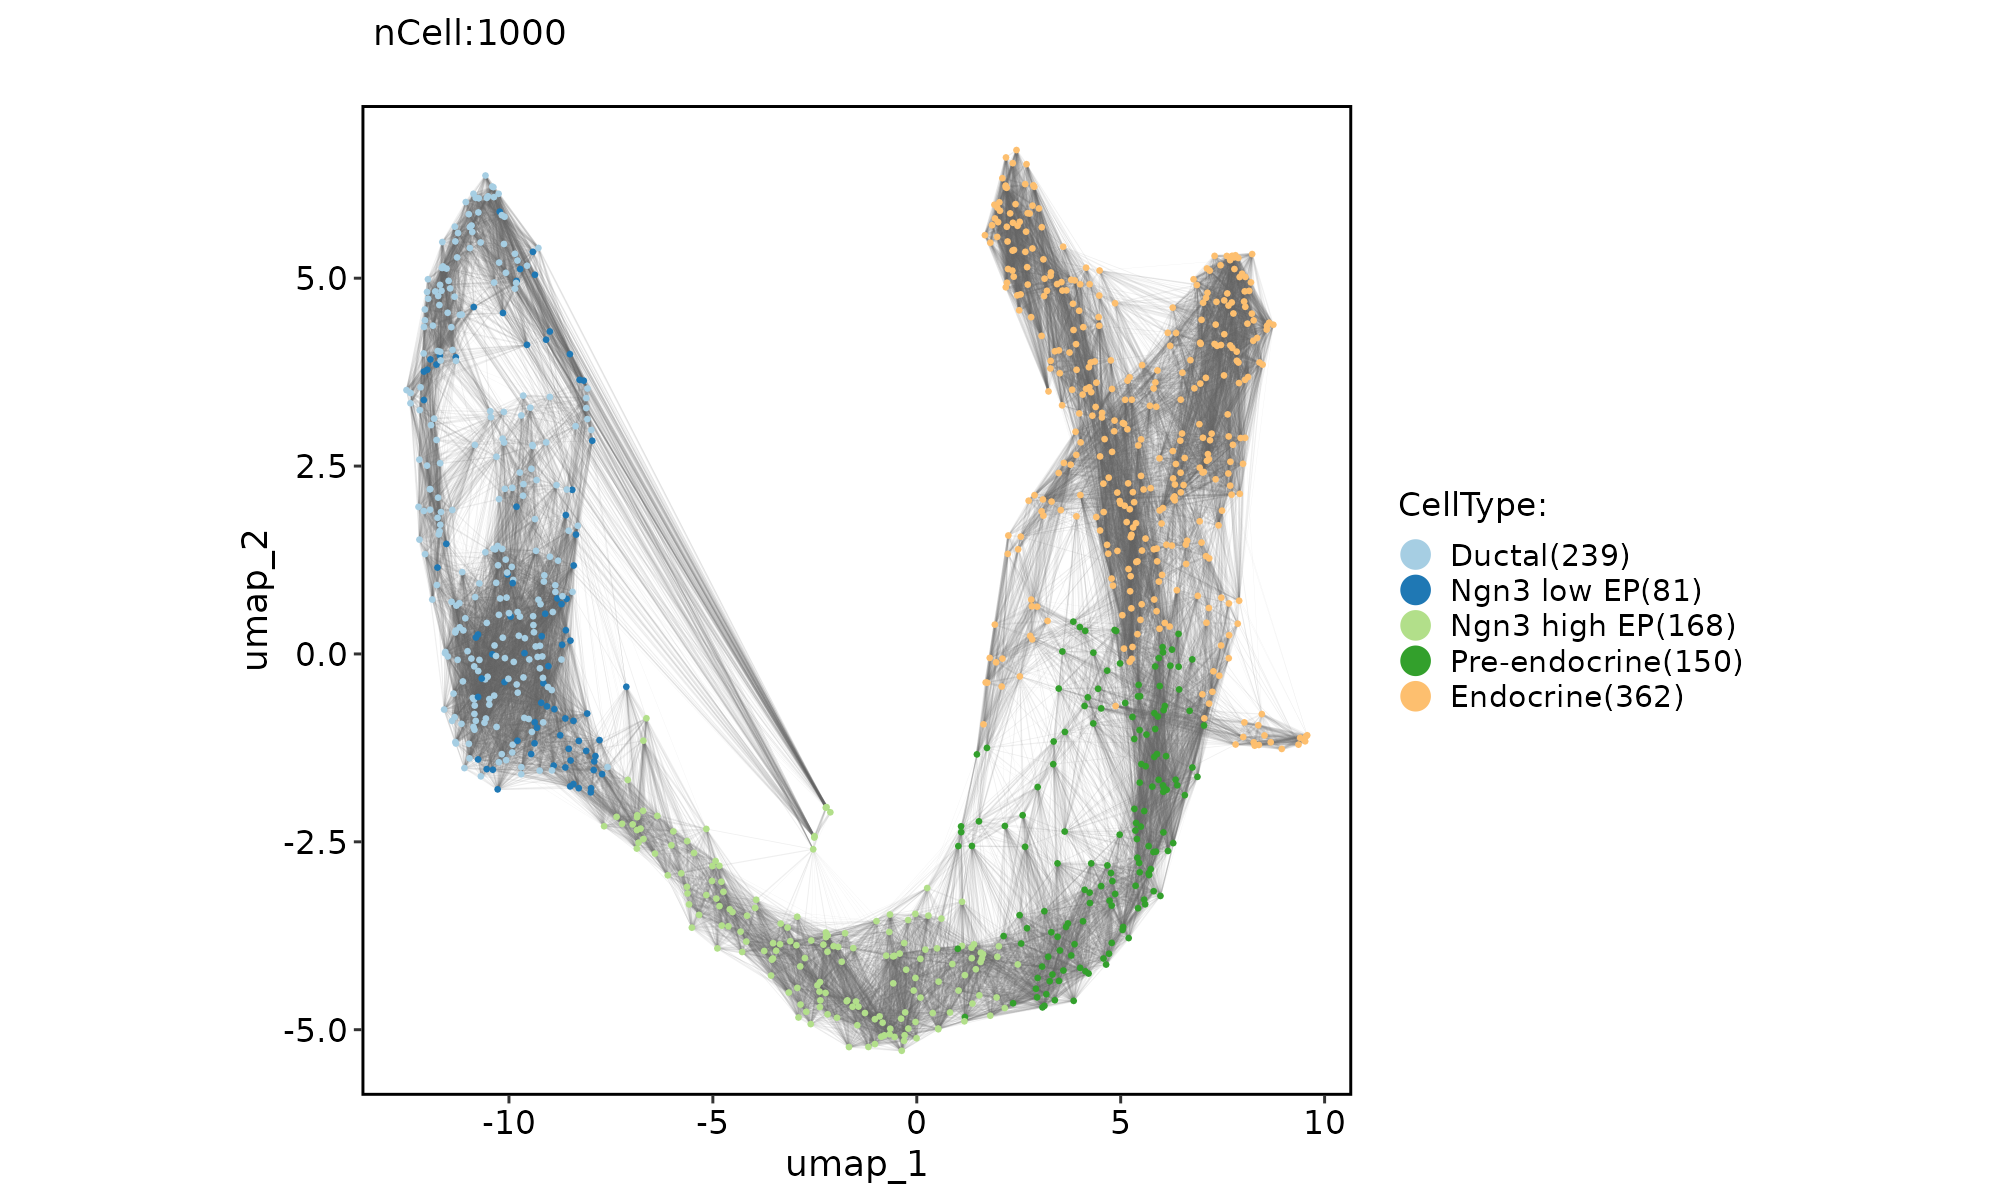 nCell:1000
5.0
2.5
0.0
-2.5
-5.0
umap_2
-10
-5
0
5
10
umap_1
CellType:
Ductal(239)
Ngn3 low EP(81)
Ngn3 high EP(168)
Pre-endocrine(150)
Endocrine(362)